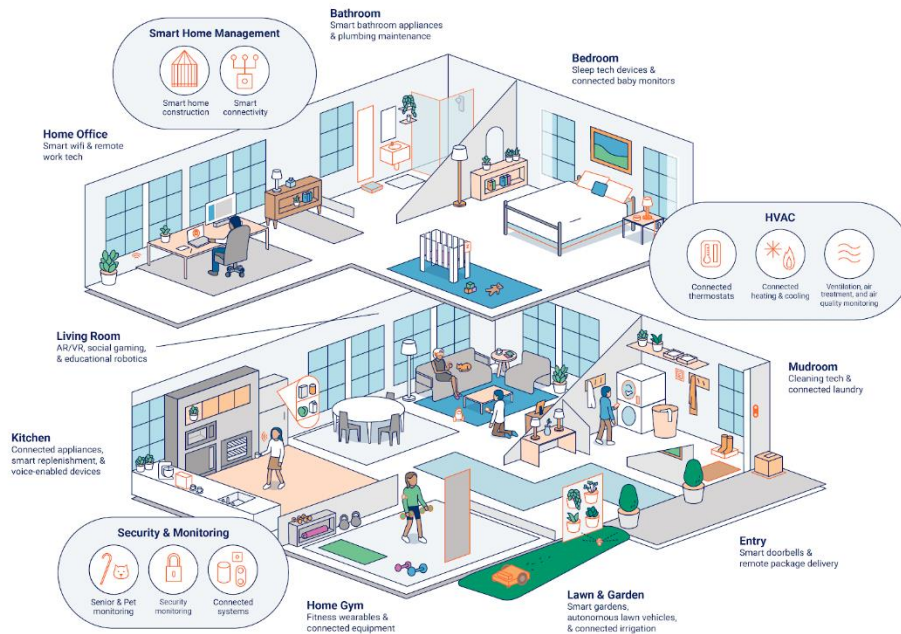 Bathroom
Smart bathroom appliances
& plumbing maintenance
Smart Home Management
Smart home
construction
Smart
connectivity
Bedroom
Sleep tech devices &
connected baby monitors
Home Office
Smart wifi & remote
work tech
HVAC
Connected
thermostats
Connected
heating & cooling
Ventilation, air
treatment, and air
quality monitoring
Living Room
AR/VR, social gaming,
& educational robotics
Mudroom
Cleaning tech &
connected laundry
Kitchen
Connected appliances,
smart replenishment, &
voice-enabled devices
Security & Monitoring
Senior & Pet
monitoring
Security
monitoring
Connected
systems
Entry
Smart doorbells &
remote package delivery
Home Gym
Fitness wearables &
connected equipment
Lawn & Garden
Smart gardens,
autonomous lawn vehicles,
& connected irrigation